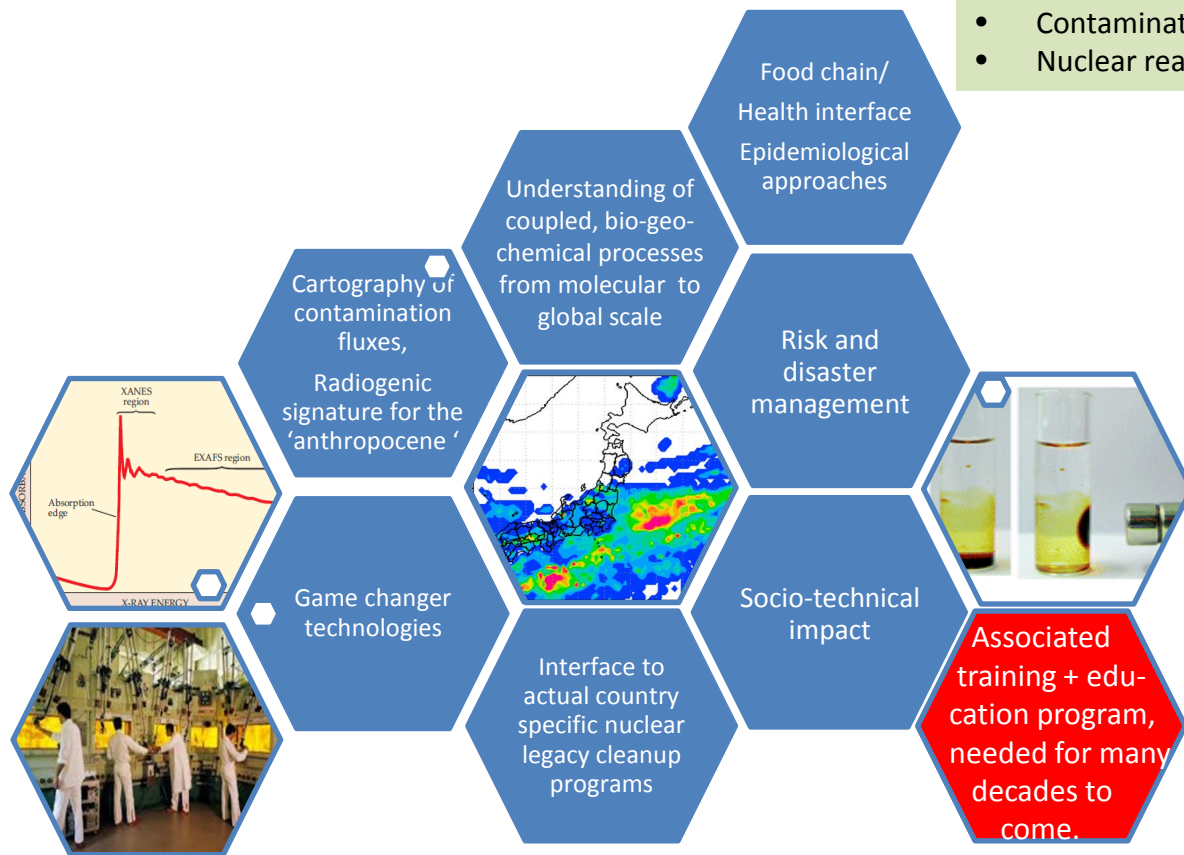 • Contaminat
• Nuclear rea
Food chain/
Health interface
Epidemiological
approaches
Understanding of
coupled, bio-geo-
chemical processes
from molecular to
global scale
Cartography of
contamination
fluxes,
Radiogenic
signature for the
‘anthropocene ‘
Risk and
disaster
management
XANES
region
EXAFS region
Absorption
edge
X-RAY ENERGY
Game changer
technologies
Socio-technical
impact
Interface to
actual country
specific nuclear
legacy cleanup
programs
Associated
training + edu-
cation program,
needed for many
decades to
come.